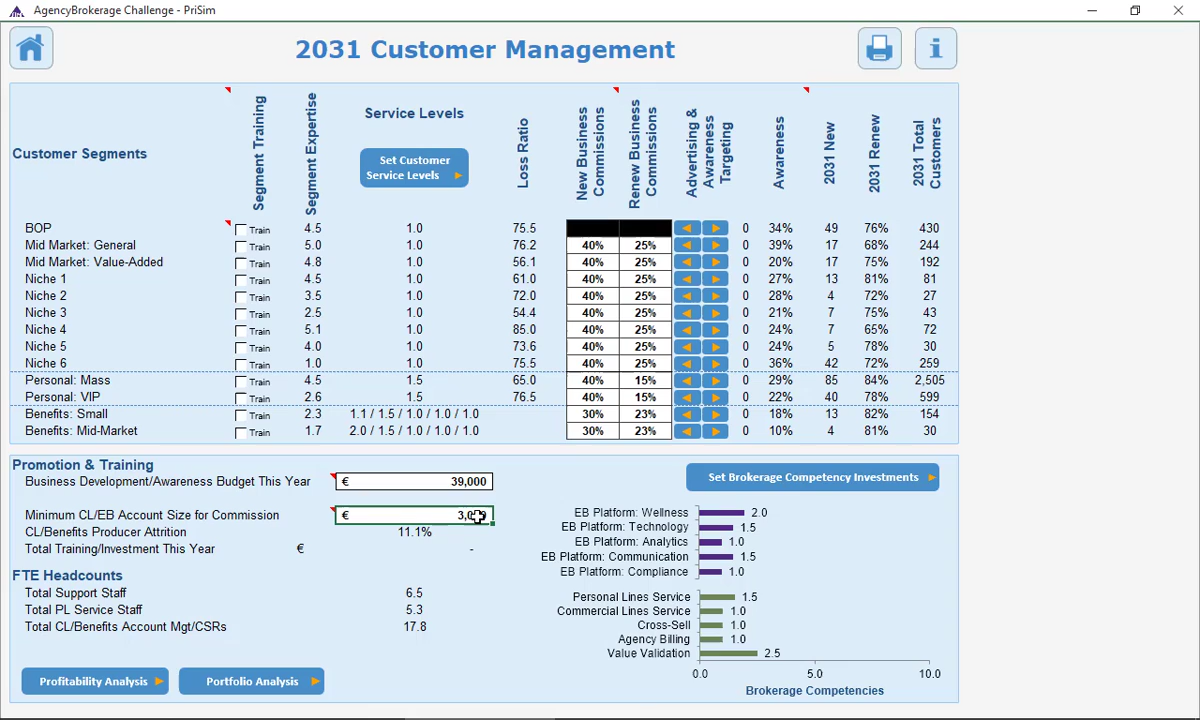 AgencyBrokerage Challenge - PriSim
2031 Customer Management
Customer Segments
Segment Training
Segment Expertise
Service Levels
Set Customer
Service Levels
Loss Ratio
New Business
Commissions
Renew Business
Commissions
Advertising &
Awareness
Targeting
Awareness
2031 New
2031 Renew
2031 Total
Customers
BOP Train 4.5 1.0 75.5 0 34% 49 76% 430
Mid Market: General Train 5.0 1.0 76.2 40% 25% 0 39% 17 68% 244
Mid Market: Value-Added Train 4.8 1.0 56.1 40% 25% 0 20% 17 75% 192
Niche 1 Train 4.5 1.0 61.0 40% 25% 0 27% 13 81% 81
Niche 2 Train 3.5 1.0 72.0 40% 25% 0 28% 4 72% 27
Niche 3 Train 2.5 1.0 54.4 40% 25% 0 21% 7 75% 43
Niche 4 Train 5.1 1.0 85.0 40% 25% 0 24% 7 65% 72
Niche 5 Train 4.0 1.0 73.6 40% 25% 0 24% 5 78% 30
Niche 6 Train 1.0 1.0 75.5 40% 25% 0 36% 42 72% 259
Personal: Mass Train 4.5 1.5 65.0 40% 15% 0 29% 85 84% 2,505
Personal: VIP Train 2.6 1.5 76.5 40% 15% 0 22% 40 78% 599
Benefits: Small Train 2.3 1.1 / 1.5 / 1.0 / 1.0 / 1.0 30% 23% 0 18% 13 82% 154
Benefits: Mid-Market Train 1.7 2.0 / 1.5 / 1.0 / 1.0 / 1.0 30% 23% 0 10% 4 81% 30
Promotion & Training
Business Development/Awareness Budget This Year € 39,000
Minimum CL/EB Account Size for Commission €
CL/Benefits Producer Attrition 11.1%
Total Training/Investment This Year € -
FTE Headcounts
Total Support Staff 6.5
Total PL Service Staff 5.3
Total CL/Benefits Account Mgt/CSRs 17.8
Profitability Analysis
Portfolio Analysis
Set Brokerage Competency Investments
EB Platform: Wellness 2.0
EB Platform: Technology 1.5
EB Platform: Analytics 1.0
EB Platform: Communication 1.5
EB Platform: Compliance 1.0
Personal Lines Service 1.5
Commercial Lines Service 1.0
Cross-Sell 1.0
Agency Billing 1.0
Value Validation 2.5
0.0 5.0 10.0
Brokerage Competencies